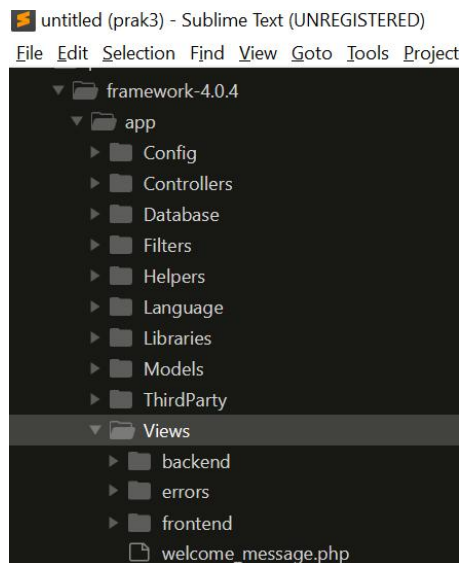 untitled (prak3) - Sublime Text (UNREGISTERED)
File Edit Selection Find View Goto Tools Project
framework-4.0.4
app
Config
Controllers
Database
Filters
Helpers
Language
Libraries
Models
ThirdParty
Views
backend
errors
frontend
welcome_message.php